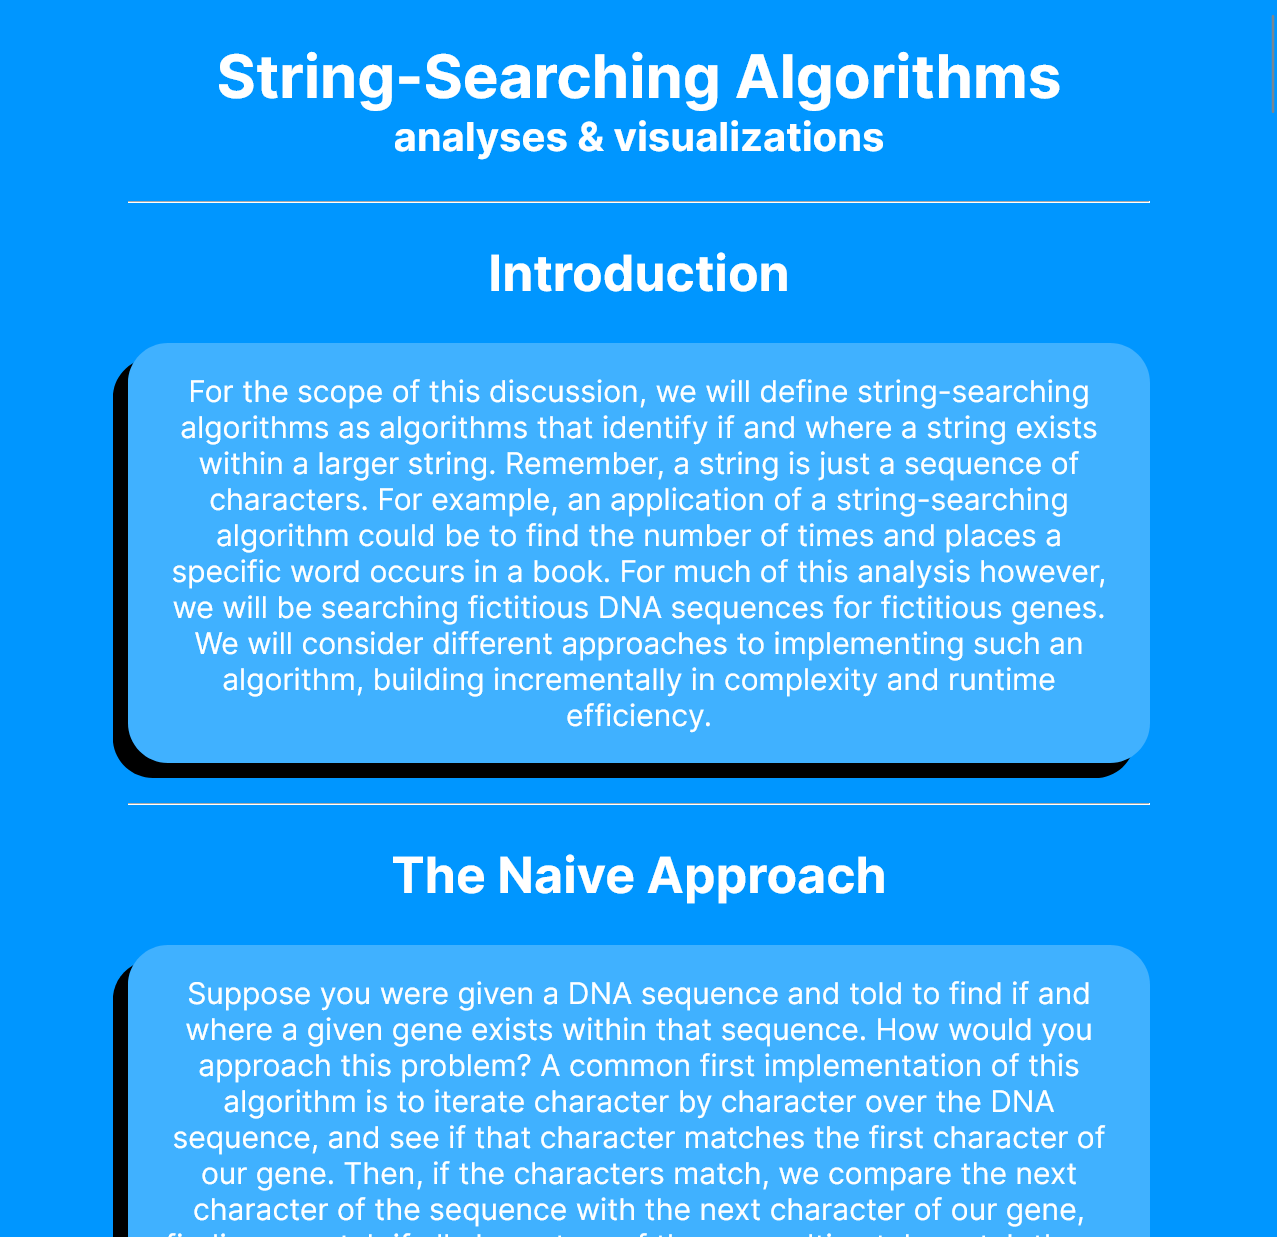 String-Searching Algorithms
analyses & visualizations
Introduction
For the scope of this discussion, we will define string-searching
algorithms as algorithms that identify if and where a string exists
within a larger string. Remember, a string is just a sequence of
characters. For example, an application of a string-searching
algorithm could be to find the number of times and places a
specific word occurs in a book. For much of this analysis however,
we will be searching fictitious DNA sequences for fictitious genes.
We will consider different approaches to implementing such an
algorithm, building incrementally in complexity and runtime
efficiency.
The Naive Approach
Suppose you were given a DNA sequence and told to find if and
where a given gene exists within that sequence. How would you
approach this problem? A common first implementation of this
algorithm is to iterate character by character over the DNA
sequence, and see if that character matches the first character of
our gene. Then, if the characters match, we compare the next
character of the sequence with the next character of our gene,